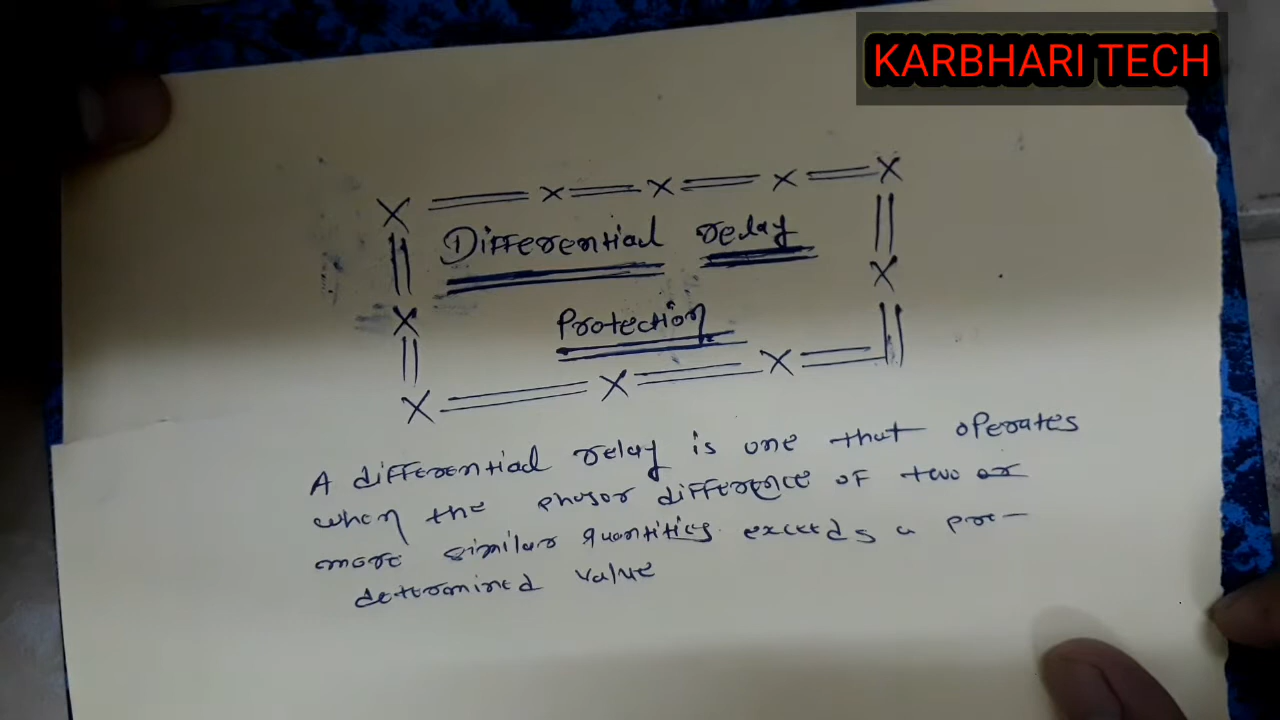 KARBHARI TECH
Differential relay
Protection
A differential relay is one that operates
when the phasor difference of two or
more similar quantities exceeds a pre-
determined value